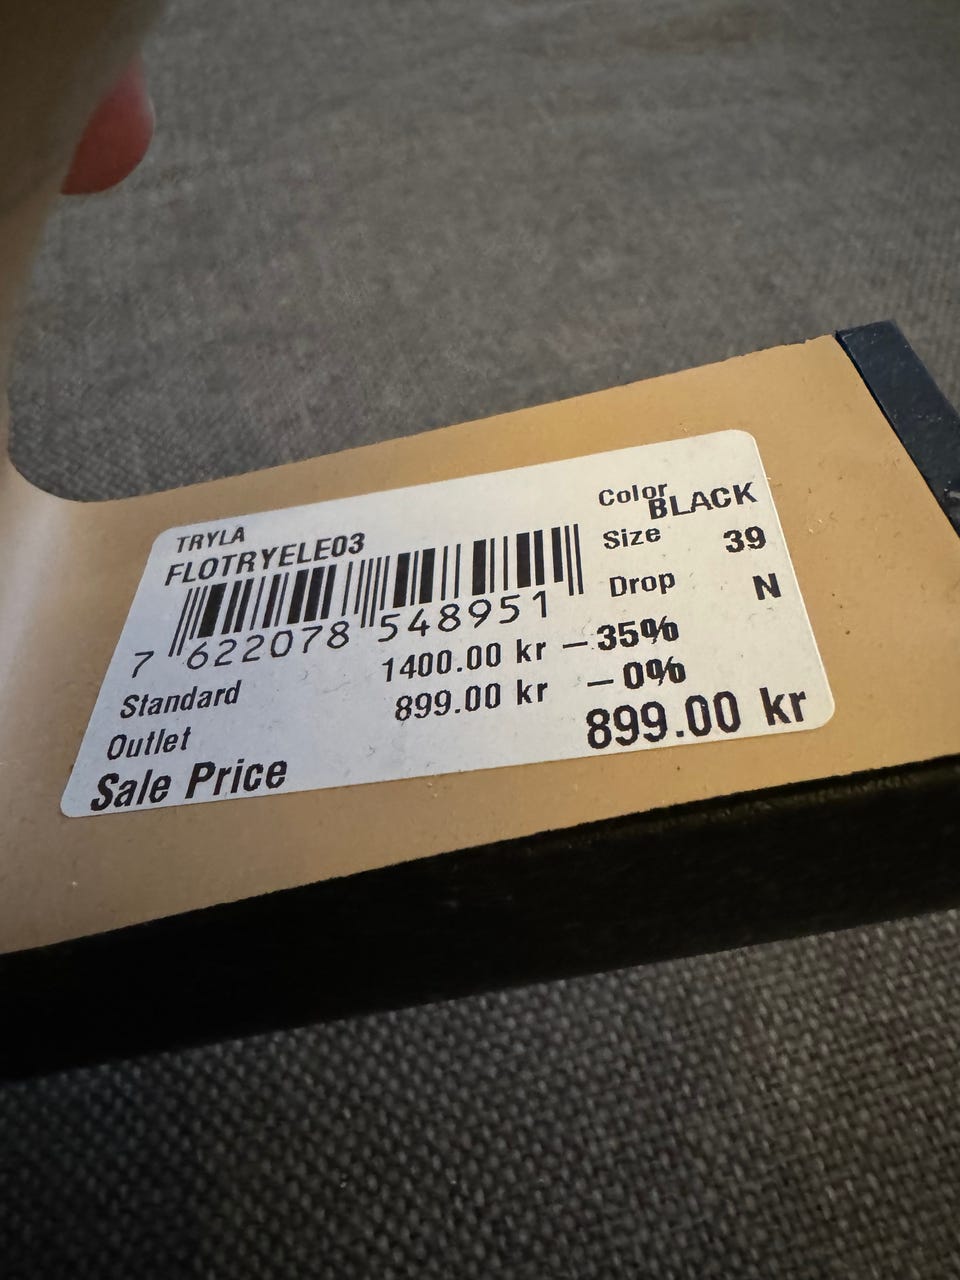 TRYLA
FLOTRYELE03
Color BLACK
Size 39
Drop N
7 622078 548951
Standard 1400.00 kr – 35%
Outlet 899.00 kr – 0%
Sale Price 899.00 kr